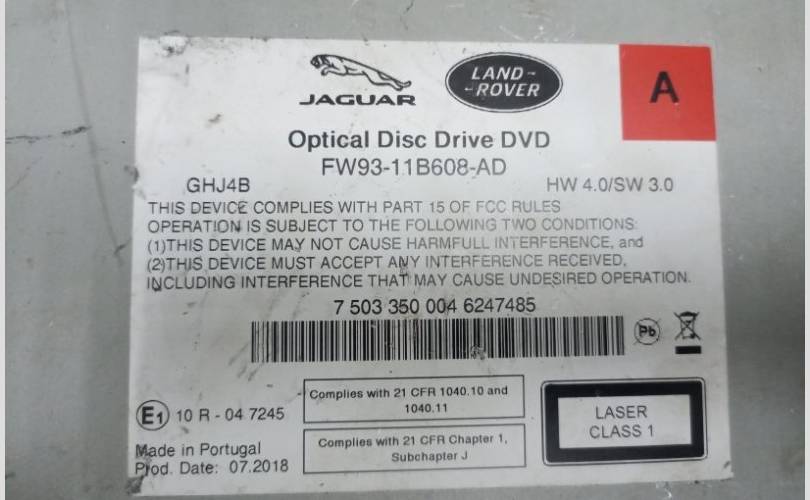 JAGUAR
LAND-
-ROVER
A
Optical Disc Drive DVD
FW93-11B608-AD
GHJ4B HW 4.0/SW 3.0
THIS DEVICE COMPLIES WITH PART 15 OF FCC RULES
OPERATION IS SUBJECT TO THE FOLLOWING TWO CONDITIONS:
(1)THIS DEVICE MAY NOT CAUSE HARMFULL INTERFERENCE, and
(2)THIS DEVICE MUST ACCEPT ANY INTERFERENCE RECEIVED,
INCLUDING INTERFERENCE THAT MAY CAUSE UNDESIRED OPERATION.
7 503 350 004 6247485
Pb
E1 10 R - 04 7245
Complies with 21 CFR 1040.10 and
1040.11
LASER
CLASS 1
Made in Portugal
Prod. Date: 07.2018
Complies with 21 CFR Chapter 1,
Subchapter J